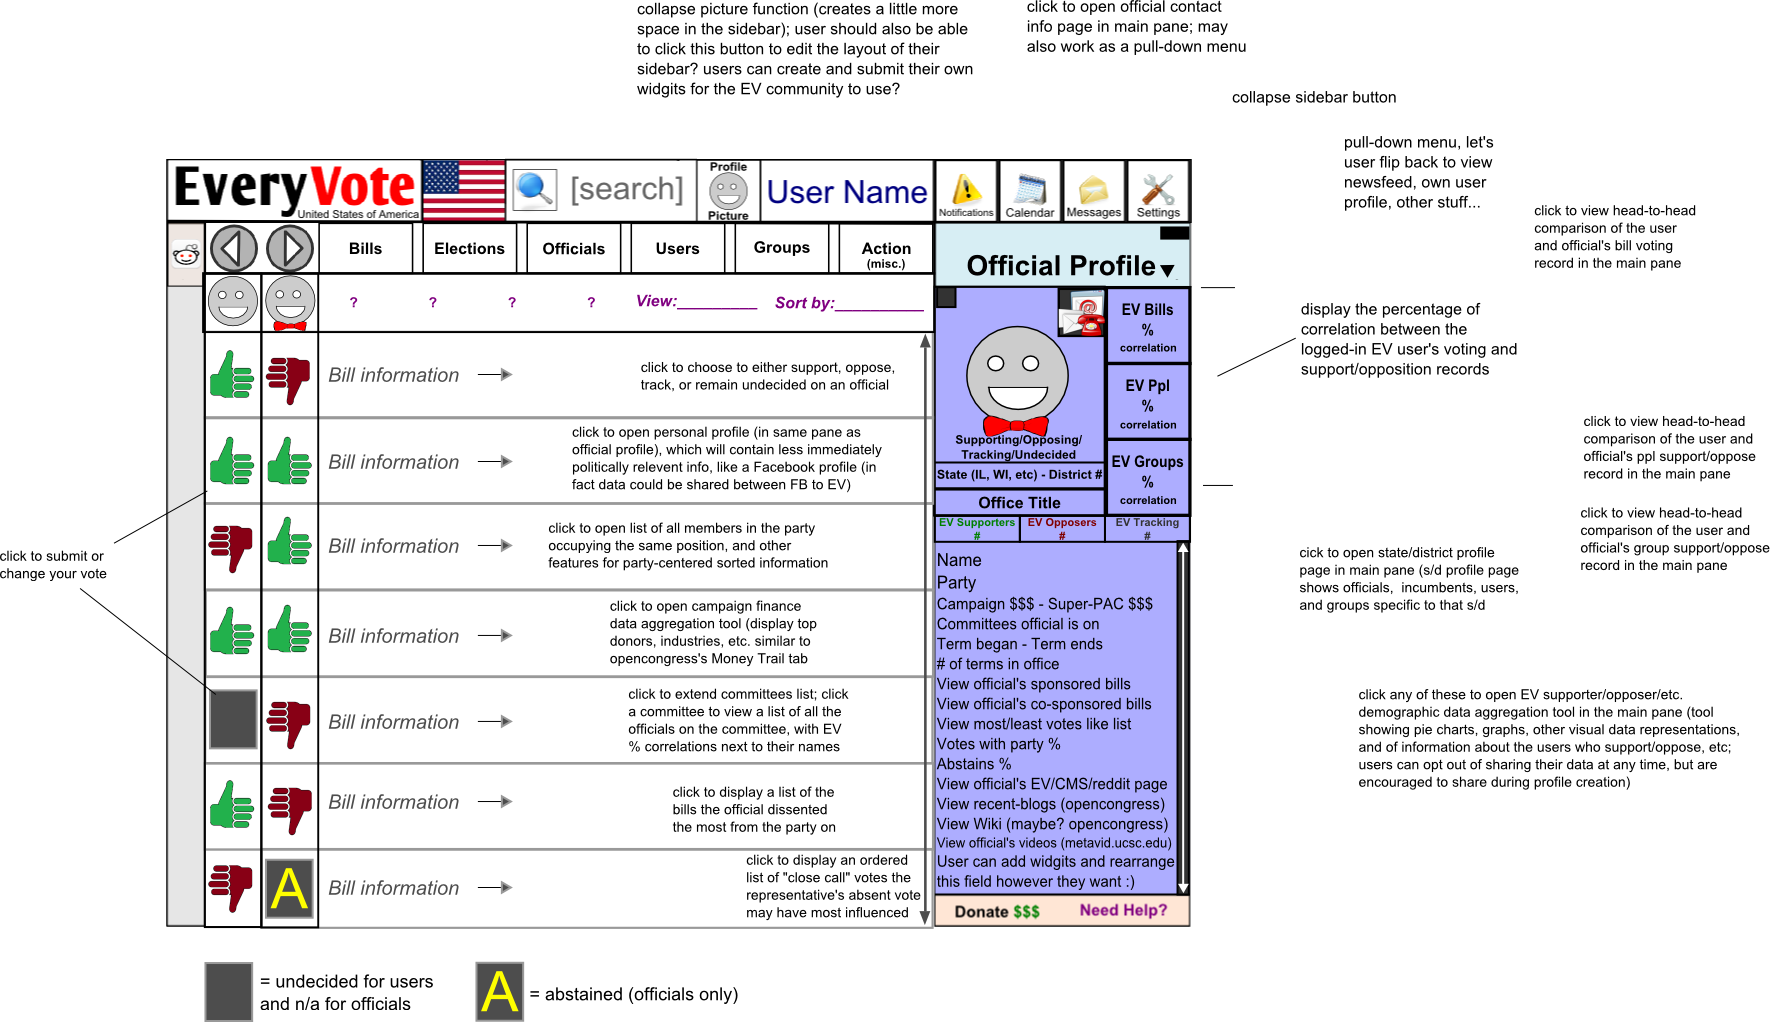 collapse picture function (creates a little more
space in the sidebar); user should also be able
to click this button to edit the layout of their
sidebar? users can create and submit their own
widgits for the EV community to use?
click to open official contact
info page in main pane; may
also work as a pull-down menu
collapse sidebar button
pull-down menu, let's
user flip back to view
newsfeed, own user
profile, other stuff...
click to view head-to-head
comparison of the user
and official's bill voting
record in the main pane
EveryVote
United States of America
[search]
Profile
Picture
User Name
Notifications
Calendar
Messages
Settings
Bills
Elections
Officials
Users
Groups
Action
(misc.)
Official Profile
? ? ? ? View:__________ Sort by:__________
EV Bills
%
correlation
EV Ppl
%
correlation
EV Groups
%
correlation
Supporting/Opposing/
Tracking/Undecided
State (IL, WI, etc) - District #
Office Title
EV Supporters
#
EV Opposers
#
EV Tracking
#
display the percentage of
correlation between the
logged-in EV user's voting and
support/opposition records
Bill information
click to choose to either support, oppose,
track, or remain undecided on an official
Bill information
click to open personal profile (in same pane as
official profile), which will contain less immediately
politically relevent info, like a Facebook profile (in
fact data could be shared between FB to EV)
Bill information
click to open list of all members in the party
occupying the same position, and other
features for party-centered sorted information
Bill information
click to open campaign finance
data aggregation tool (display top
donors, industries, etc. similar to
opencongress's Money Trail tab
Bill information
click to extend committees list; click
a committee to view a list of all the
officials on the committee, with EV
% correlations next to their names
Bill information
click to display a list of the
bills the official dissented
the most from the party on
A
Bill information
click to display an ordered
list of "close call" votes the
representative's absent vote
may have most influenced
click to submit or
change your vote
Name
Party
Campaign $$$ - Super-PAC $$$
Committees official is on
Term began - Term ends
# of terms in office
View official's sponsored bills
View official's co-sponsored bills
View most/least votes like list
Votes with party %
Abstains %
View official's EV/CMS/reddit page
View recent-blogs (opencongress)
View Wiki (maybe? opencongress)
View official's videos (metavid.ucsc.edu)
User can add widgits and rearrange
this field however they want :)
Donate $$$
Need Help?
click to view head-to-head
comparison of the user and
official's ppl support/oppose
record in the main pane
click to view head-to-head
comparison of the user and
official's group support/oppose
record in the main pane
cick to open state/district profile
page in main pane (s/d profile page
shows officials, incumbents, users,
and groups specific to that s/d
click any of these to open EV supporter/opposer/etc.
demographic data aggregation tool in the main pane (tool
showing pie charts, graphs, other visual data representations,
and of information about the users who support/oppose, etc;
users can opt out of sharing their data at any time, but are
encouraged to share during profile creation)
= undecided for users
and n/a for officials
A
= abstained (officials only)